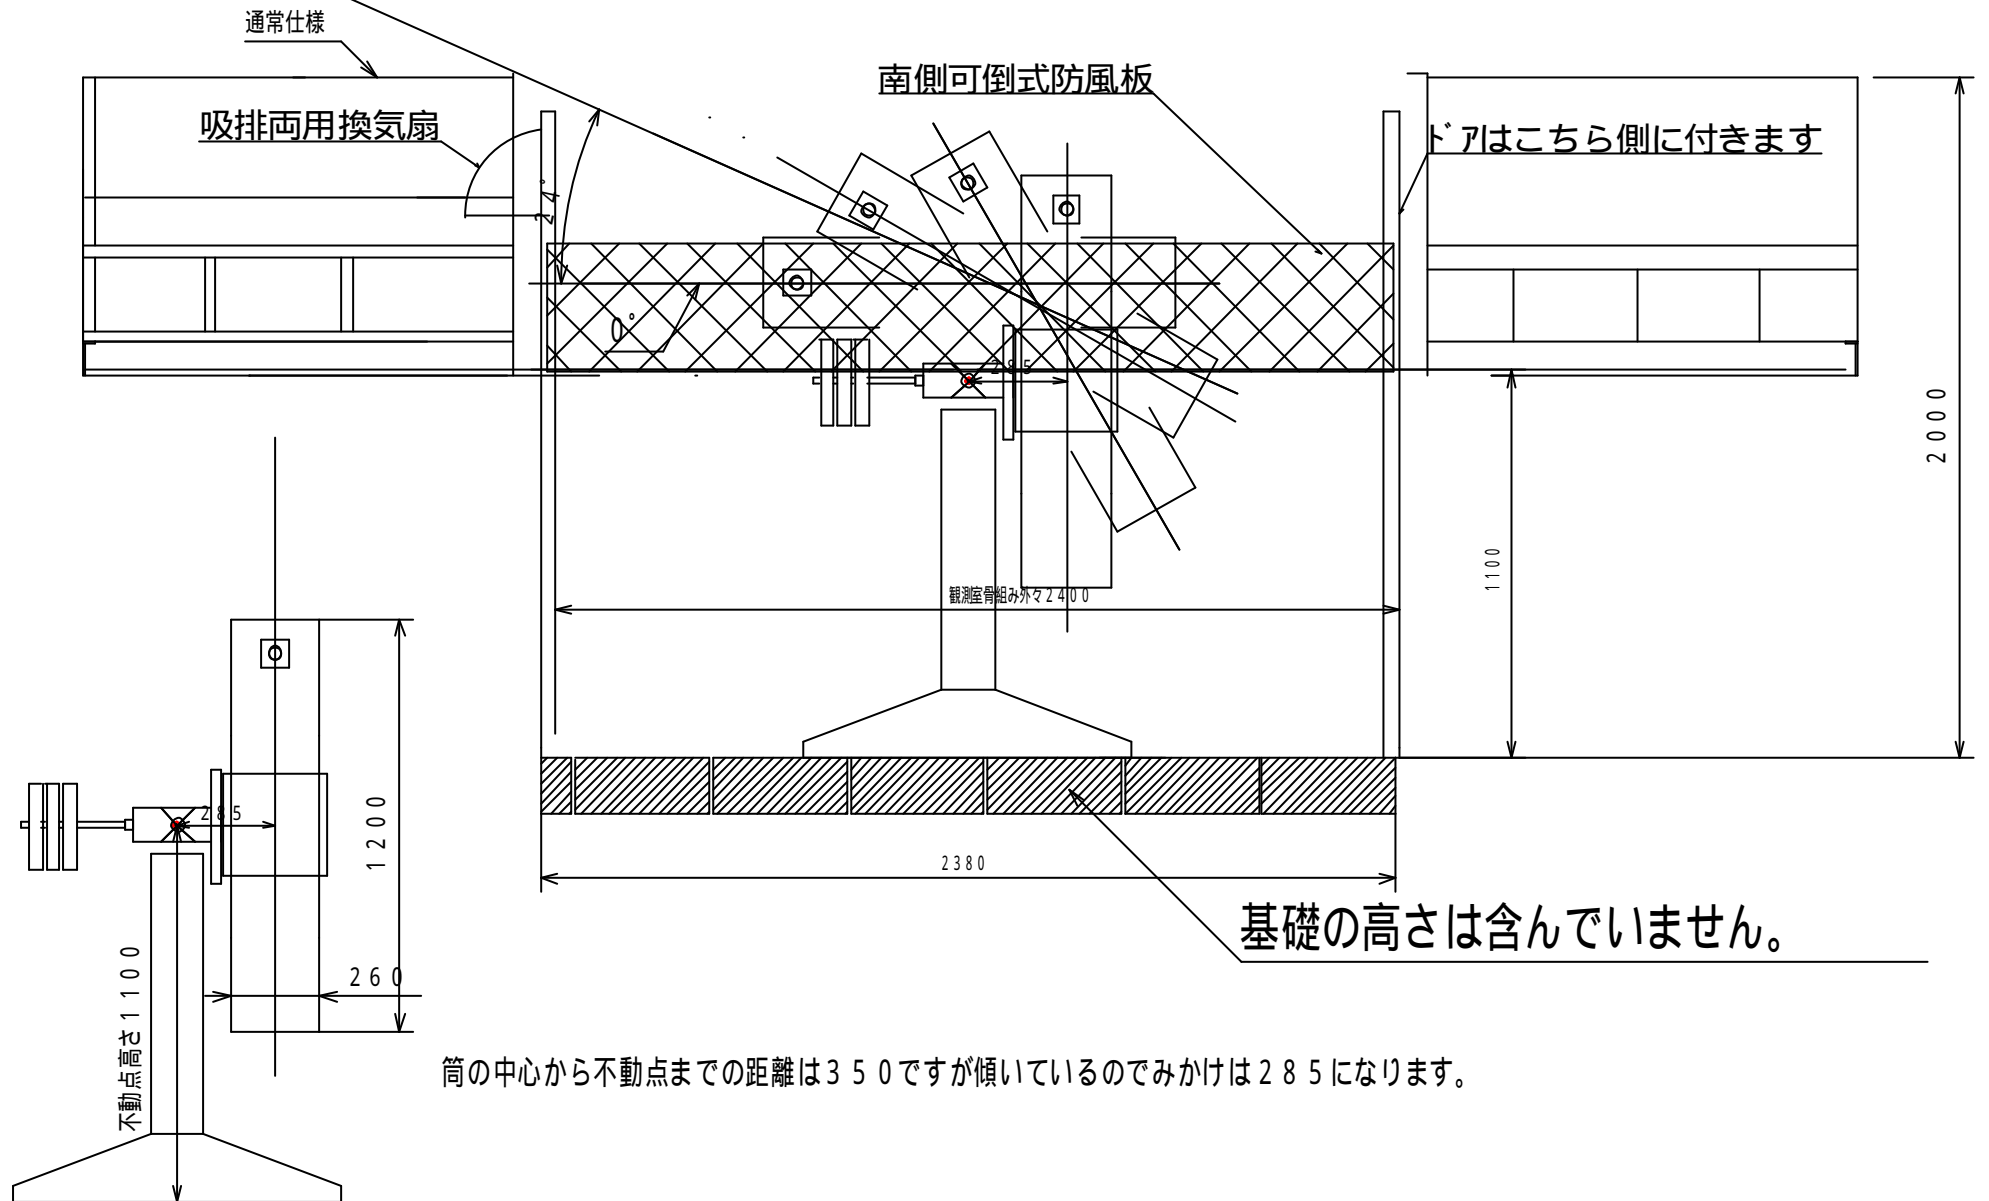 通常仕様
南側可倒式防風板
吸排両用換気扇
ドアはこちら側に付きます
24°
0°
285
2000
1100
観測室骨組み外々2400
285
1200
2380
基礎の高さは含んでいません。
260
不動点高さ1100
筒の中心から不動点までの距離は350ですが傾いているのでみかけは285になります。